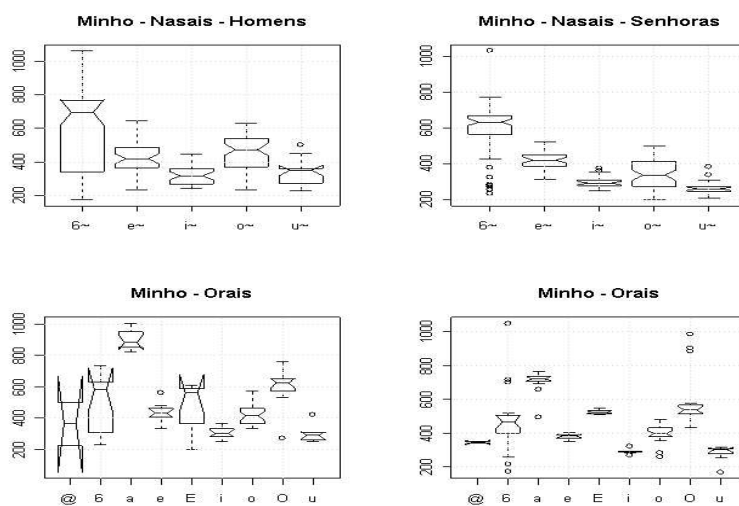 Minho - Nasais - Homens
1000
800
600
400
200
6~ e~ i~ o~ u~
Minho - Nasais - Senhoras
1000
800
600
400
200
6~ e~ i~ o~ u~
Minho - Orais
1000
800
600
400
200
@ 6 a e E i o O u
Minho - Orais
1000
800
600
400
200
@ 6 a e E i o O u